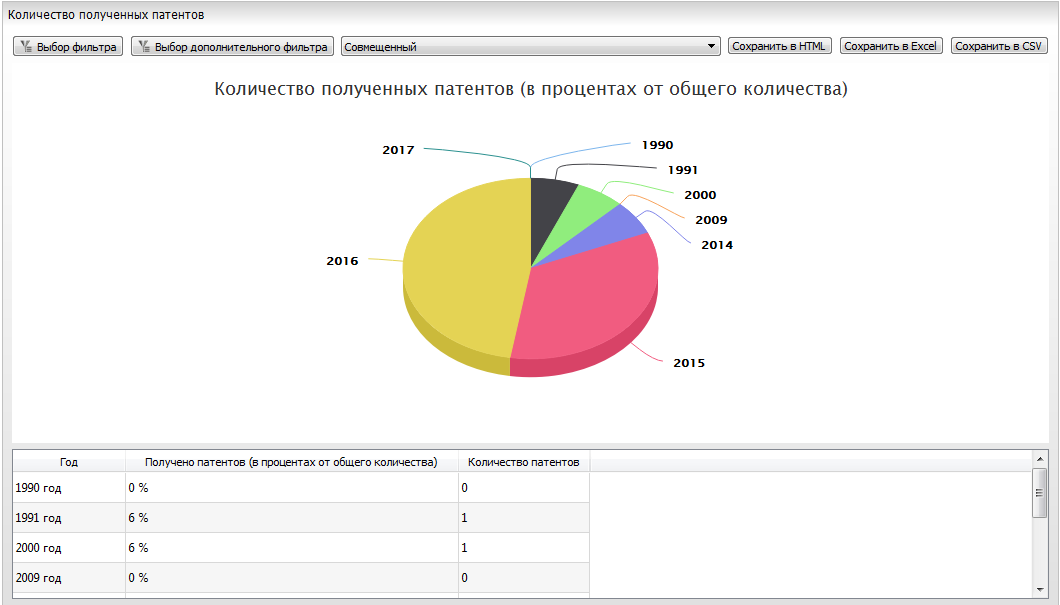 Количество полученных патентов
Выбор фильтра Выбор дополнительного фильтра Совмещенный Сохранить в HTML Сохранить в Excel Сохранить в CSV
Количество полученных патентов (в процентах от общего количества)
1990
2017
1991
2000
2009
2014
2016
2015
Год Получено патентов (в процентах от общего количества) Количество патентов
1990 год 0 % 0
1991 год 6 % 1
2000 год 6 % 1
2009 год 0 % 0